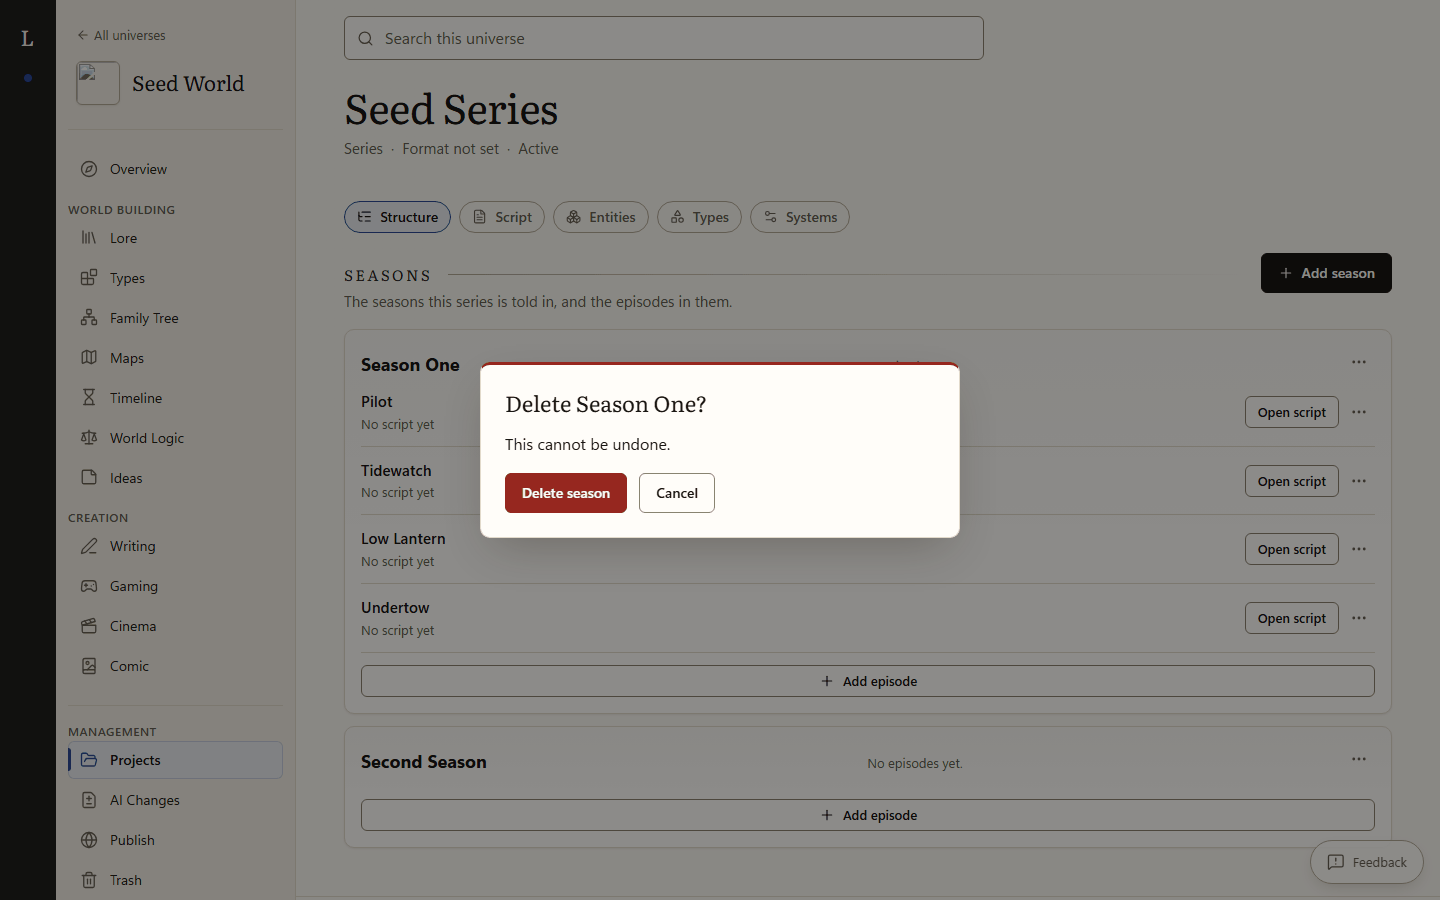 L
All universes
Seed World
Overview
WORLD BUILDING
Lore
Types
Family Tree
Maps
Timeline
World Logic
Ideas
CREATION
Writing
Gaming
Cinema
Comic
MANAGEMENT
Projects
AI Changes
Publish
Trash
Search this universe
Seed Series
Series · Format not set · Active
Structure
Script
Entities
Types
Systems
SEASONS
Add season
The seasons this series is told in, and the episodes in them.
Season One
Pilot
No script yet
Open script
Tidewatch
No script yet
Open script
Low Lantern
No script yet
Open script
Undertow
No script yet
Open script
Add episode
Delete Season One?
This cannot be undone.
Delete season
Cancel
Second Season
No episodes yet.
Add episode
Feedback